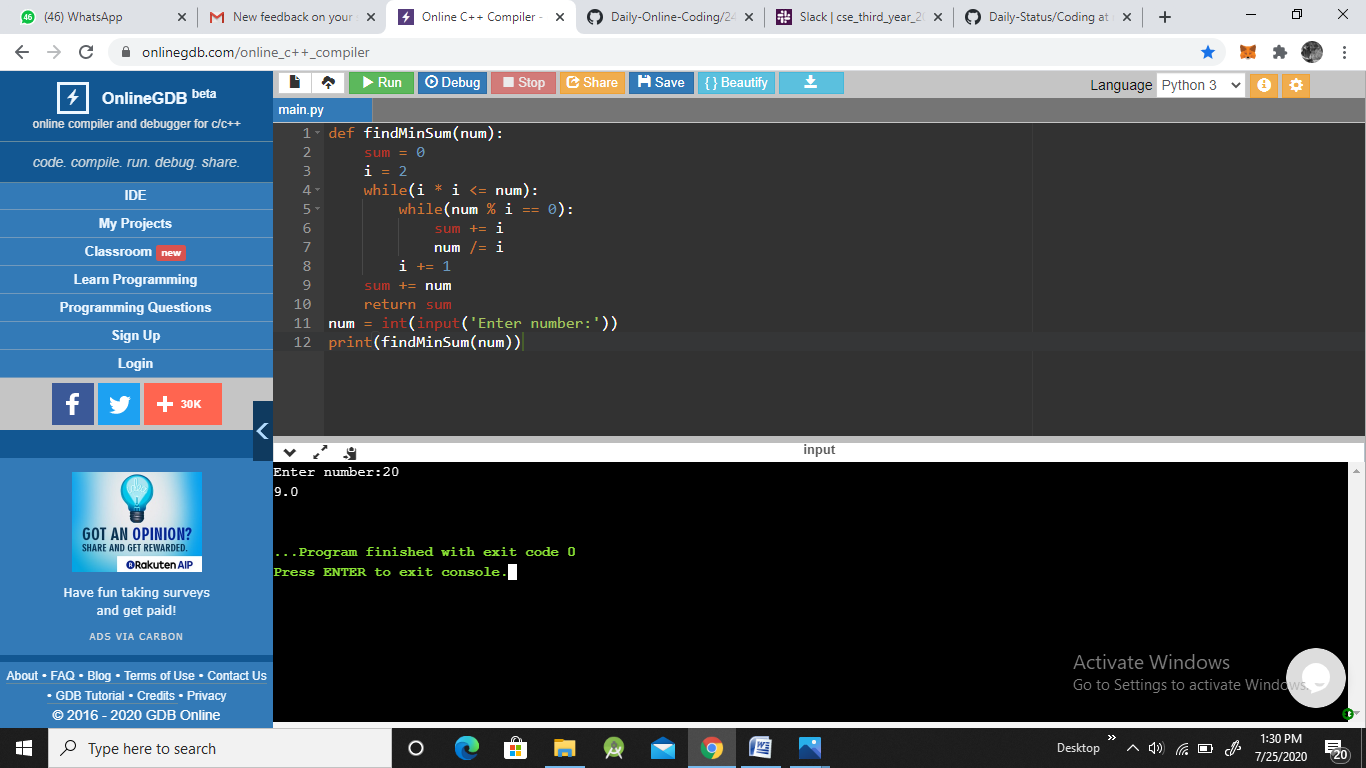 (46) WhatsApp
New feedback on your
Online C++ Compiler -
Daily-Online-Coding/24
Slack | cse_third_year_2
Daily-Status/Coding at
onlinegdb.com/online_c++_compiler
OnlineGDB beta
online compiler and debugger for c/c++
code. compile. run. debug. share.
IDE
My Projects
Classroom new
Learn Programming
Programming Questions
Sign Up
Login
30K
GOT AN OPINION?
SHARE AND GET REWARDED.
Rakuten AIP
Have fun taking surveys
and get paid!
ADS VIA CARBON
About • FAQ • Blog • Terms of Use • Contact Us
• GDB Tutorial • Credits • Privacy
© 2016 - 2020 GDB Online
Run Debug Stop Share Save { } Beautify
Language Python 3
main.py
1 def findMinSum(num):
2     sum = 0
3     i = 2
4     while(i * i <= num):
5         while(num % i == 0):
6             sum += i
7             num /= i
8         i += 1
9     sum += num
10     return sum
11 num = int(input('Enter number:'))
12 print(findMinSum(num))
input
Enter number:20
9.0
...Program finished with exit code 0
Press ENTER to exit console.
Activate Windows
Go to Settings to activate Windows.
Type here to search
Desktop
1:30 PM
7/25/2020
20